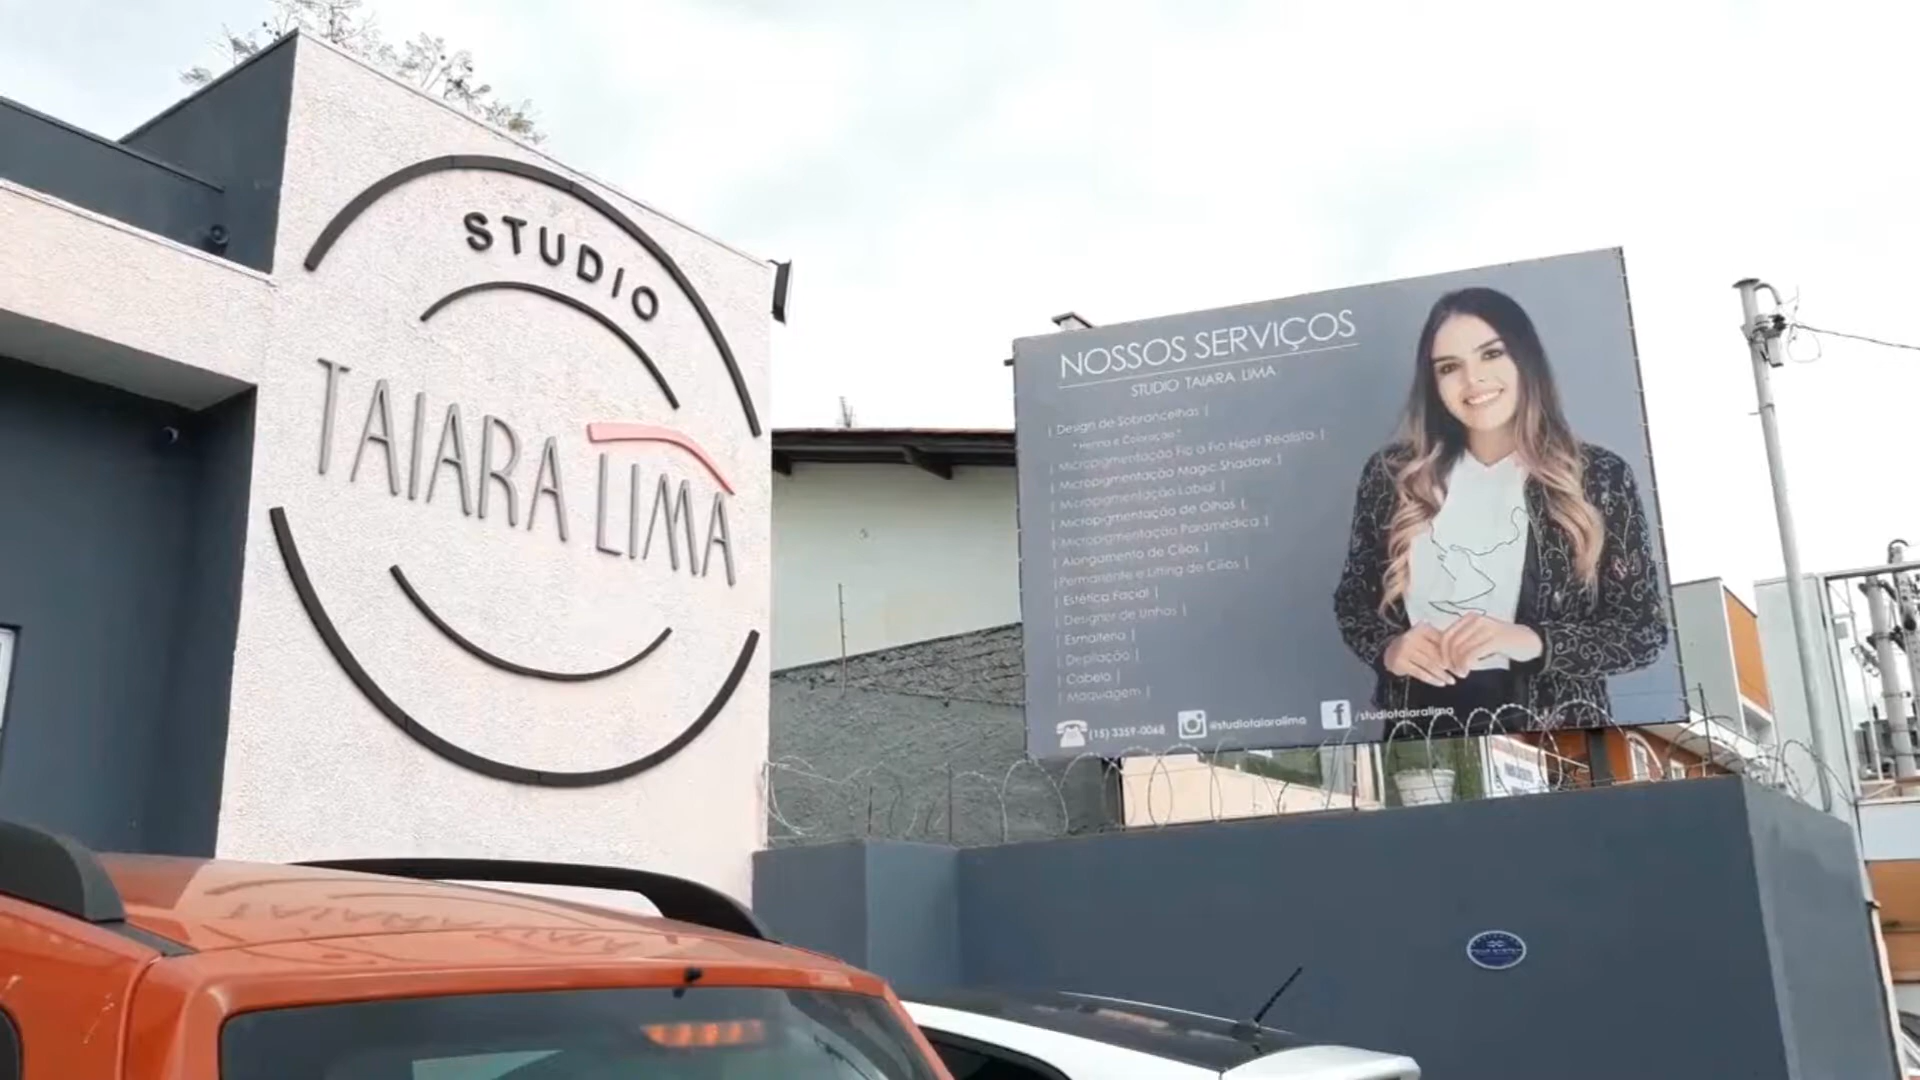 STUDIO
TAIARA LIMA
NOSSOS SERVIÇOS
STUDIO TAIARA LIMA
| Design de Sobrancelhas |
* Henna e Coloração *
| Micropigmentação Fio a Fio Hiper Realista |
| Micropigmentação Magic Shadow |
| Micropigmentação Labial |
| Micropigmentação de Olhos |
| Micropigmentação Paramédica |
| Alongamento de Cílios |
| Permanente e Lifting de Cílios |
| Estética Facial |
| Designer de Unhas |
| Esmalteria |
| Depilação |
| Cabelo |
| Maquiagem |
(15) 3359-0068
@studiotaiaralima
/studiotaiaralima